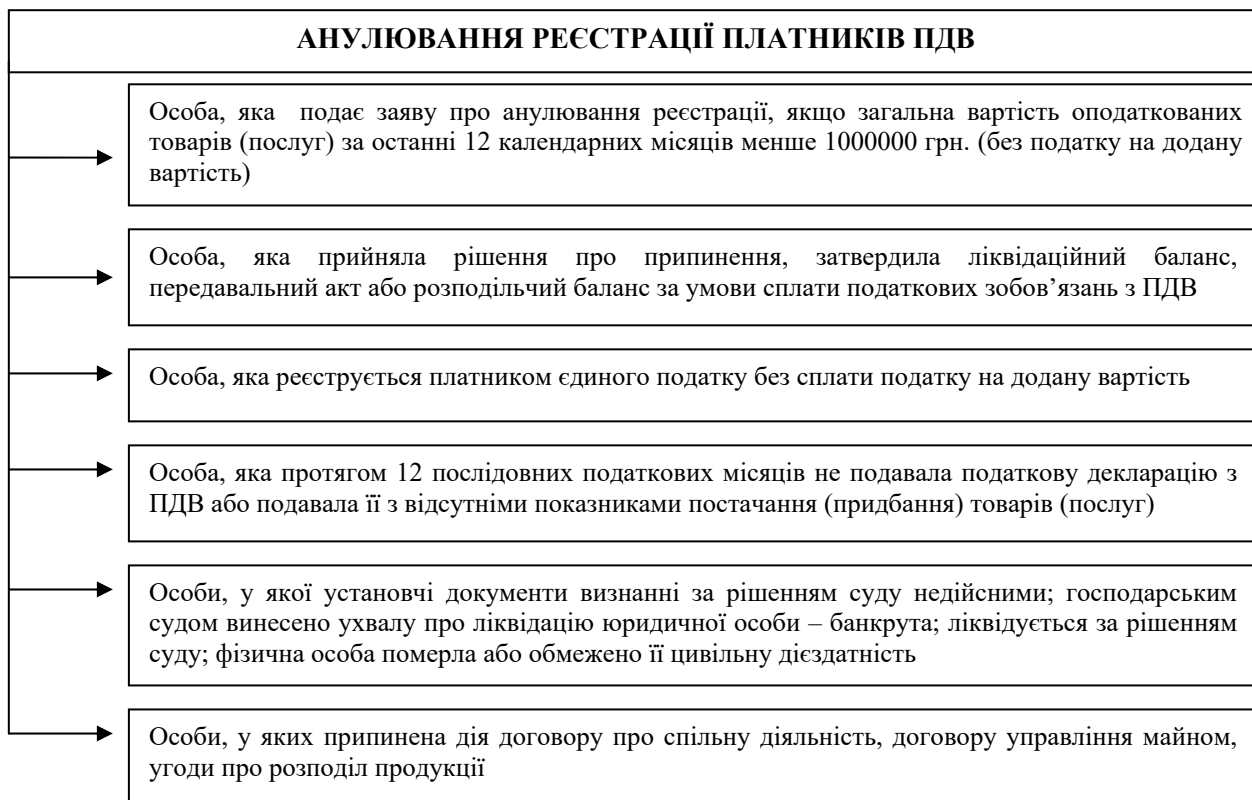 АНУЛЮВАННЯ РЕЄСТРАЦІЇ ПЛАТНИКІВ ПДВ
Особа, яка подає заяву про анулювання реєстрації, якщо загальна вартість оподаткованих
товарів (послуг) за останні 12 календарних місяців менше 1000000 грн. (без податку на додану
вартість)
Особа, яка прийняла рішення про припинення, затвердила ліквідаційний баланс,
передавальний акт або розподільчий баланс за умови сплати податкових зобов’язань з ПДВ
Особа, яка реєструється платником єдиного податку без сплати податку на додану вартість
Особа, яка протягом 12 послідовних податкових місяців не подавала податкову декларацію з
ПДВ або подавала її з відсутніми показниками постачання (придбання) товарів (послуг)
Особи, у якої установчі документи визнанні за рішенням суду недійсними; господарським
судом винесено ухвалу про ліквідацію юридичної особи – банкрута; ліквідується за рішенням
суду; фізична особа померла або обмежено її цивільну дієздатність
Особи, у яких припинена дія договору про спільну діяльність, договору управління майном,
угоди про розподіл продукції